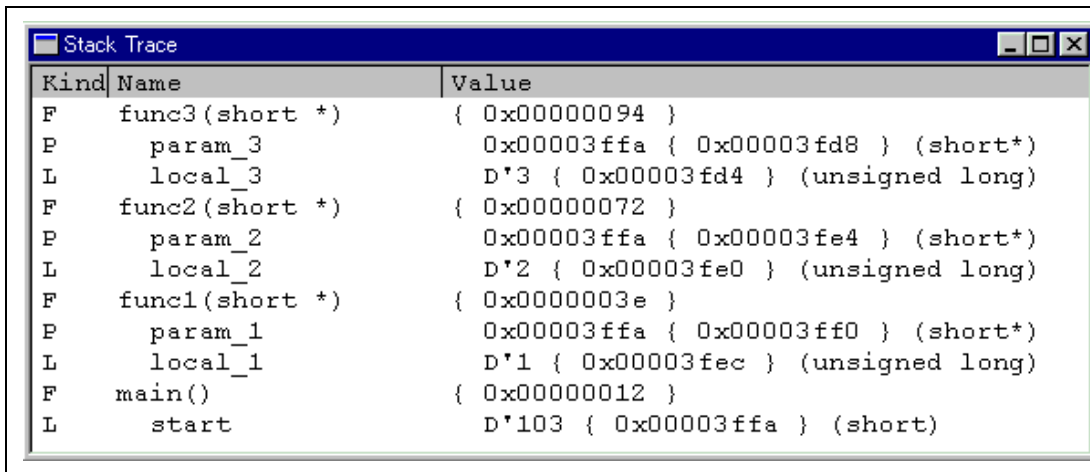 Stack Trace
Kind Name Value
F func3(short *) { 0x00000094 }
P param_3 0x00003ffa { 0x00003fd8 } (short*)
L local_3 D'3 { 0x00003fd4 } (unsigned long)
F func2(short *) { 0x00000072 }
P param_2 0x00003ffa { 0x00003fe4 } (short*)
L local_2 D'2 { 0x00003fe0 } (unsigned long)
F func1(short *) { 0x0000003e }
P param_1 0x00003ffa { 0x00003ff0 } (short*)
L local_1 D'1 { 0x00003fec } (unsigned long)
F main() { 0x00000012 }
L start D'103 { 0x00003ffa } (short)